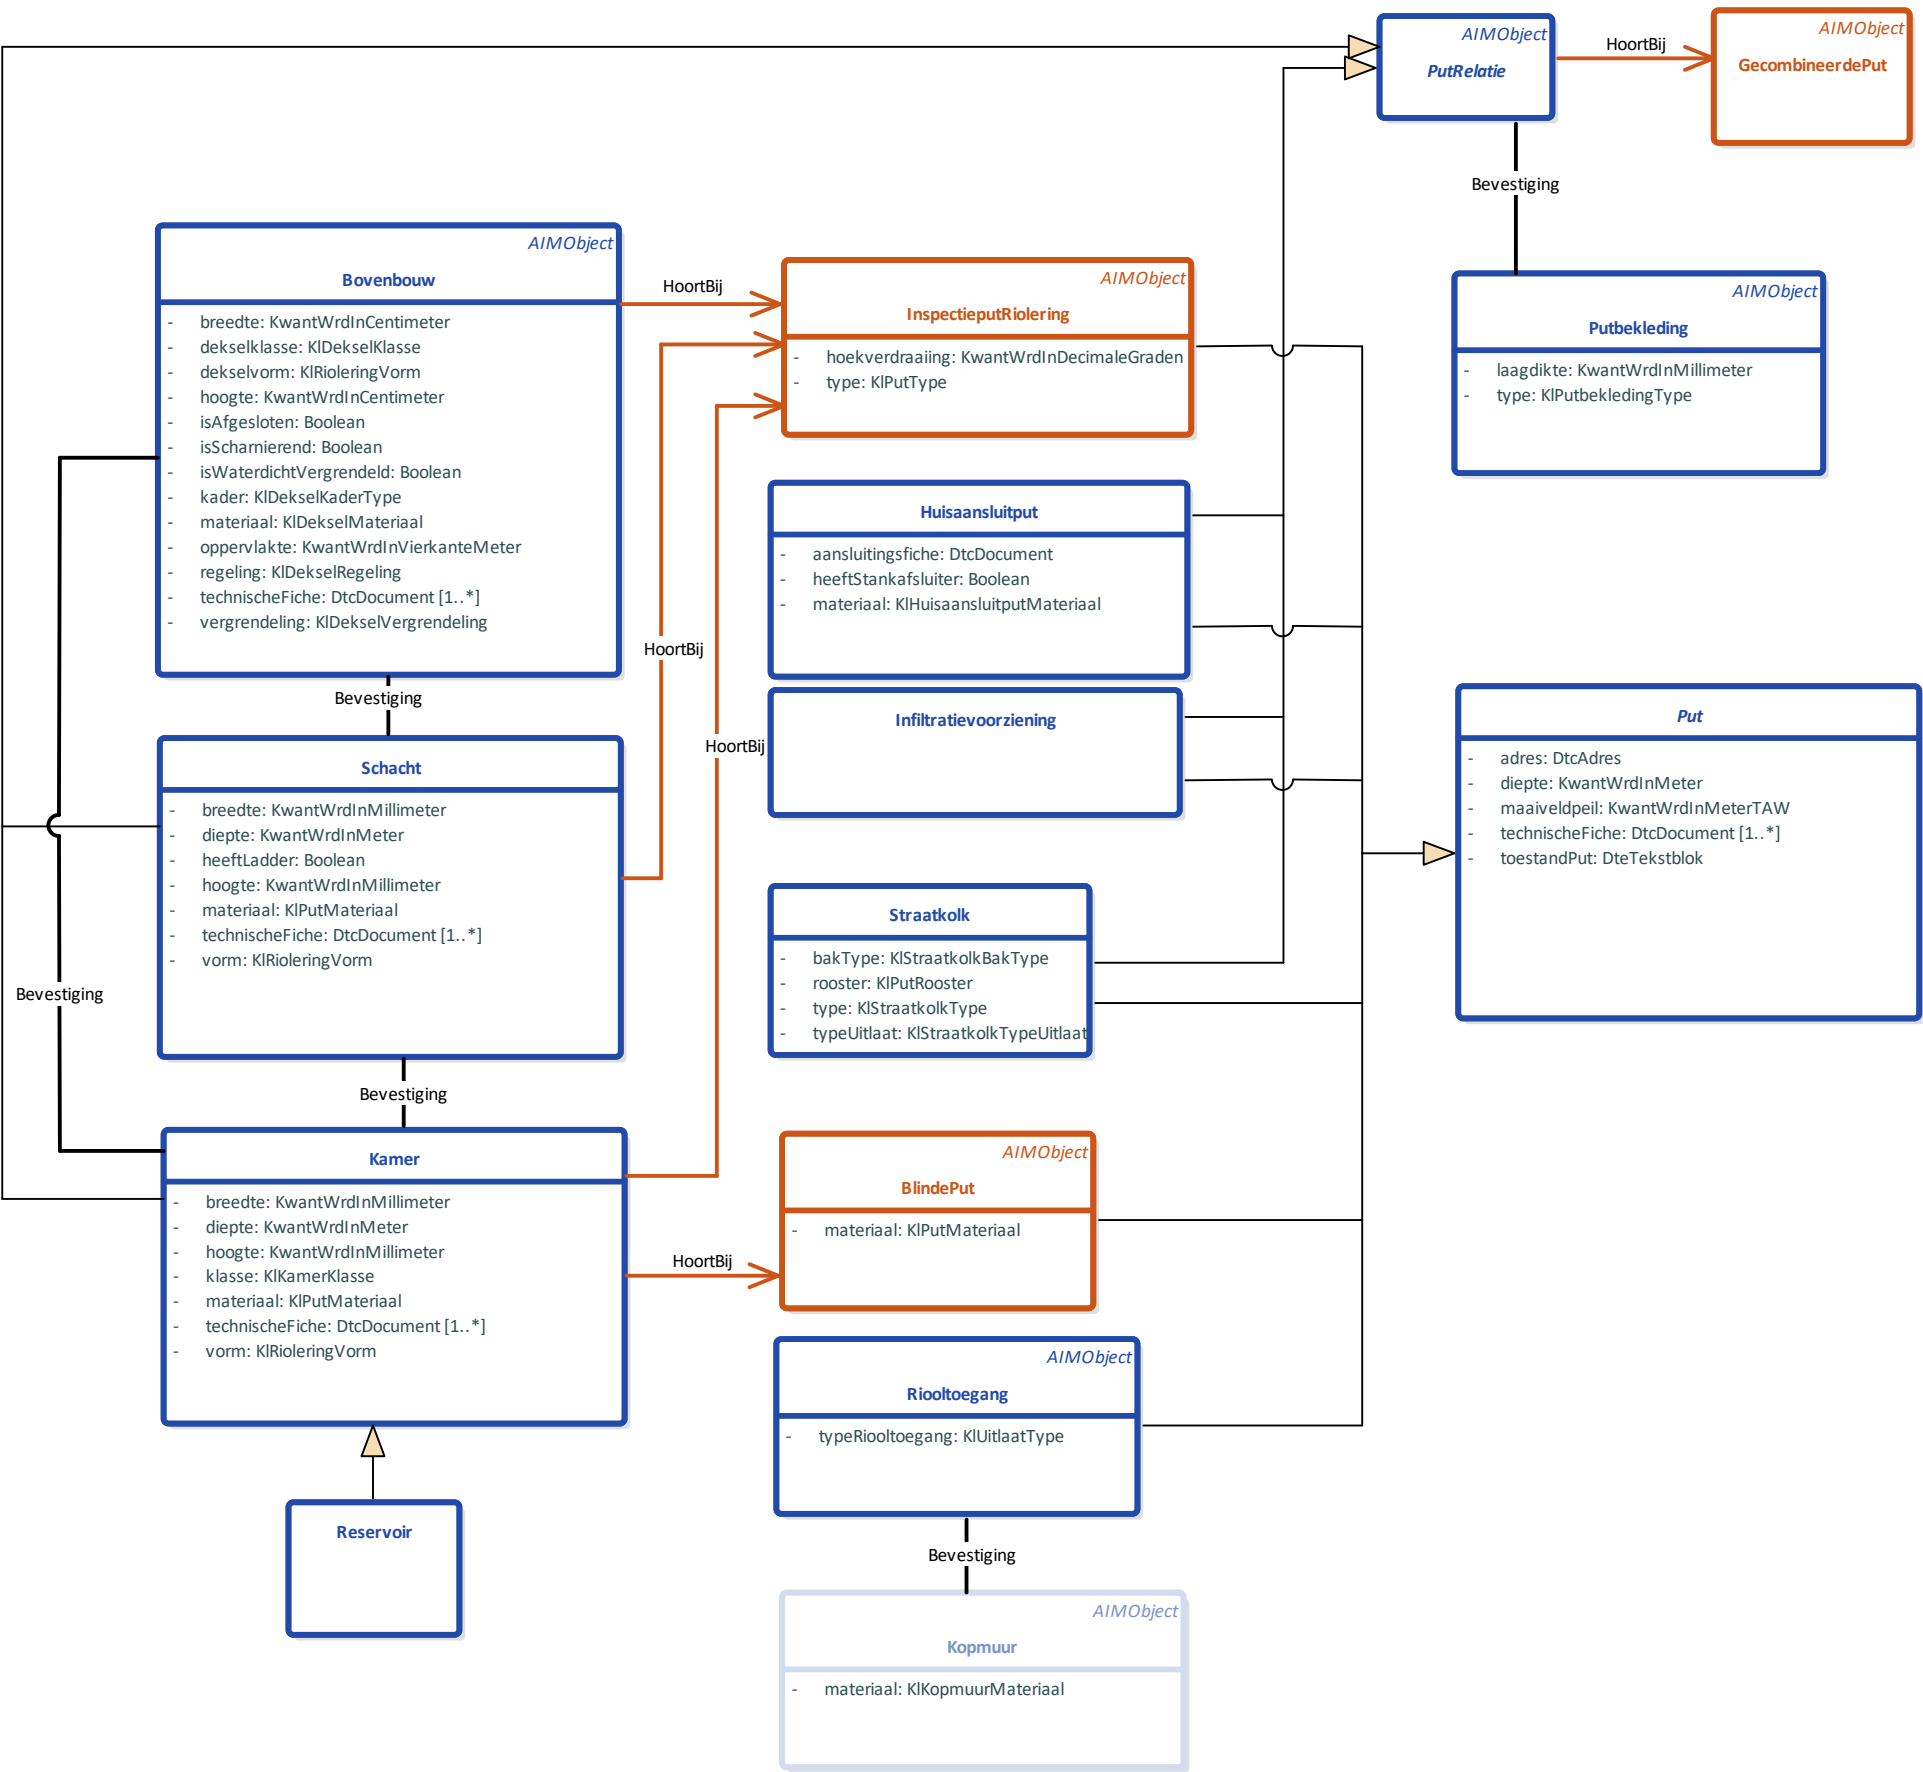 AIMObject
PutRelatie
HoortBij
AIMObject
GecombineerdePut
Bevestiging
AIMObject
Bovenbouw
- breedte: KwantWrdInCentimeter
- dekselklasse: KlDekselKlasse
- dekselvorm: KlRioleringVorm
- hoogte: KwantWrdInCentimeter
- isAfgesloten: Boolean
- isScharnierend: Boolean
- isWaterdichtVergrendeld: Boolean
- kader: KlDekselKaderType
- materiaal: KlDekselMateriaal
- oppervlakte: KwantWrdInVierkanteMeter
- regeling: KlDekselRegeling
- technischeFiche: DtcDocument [1..*]
- vergrendeling: KlDekselVergrendeling
HoortBij
AIMObject
InspectieputRiolering
- hoekverdraaiing: KwantWrdInDecimaleGraden
- type: KlPutType
AIMObject
Putbekleding
- laagdikte: KwantWrdInMillimeter
- type: KlPutbekledingType
Huisaansluitput
- aansluitingsfiche: DtcDocument
- heeftStankafsluiter: Boolean
- materiaal: KlHuisaansluitputMateriaal
HoortBij
Bevestiging
HoortBij
Infiltratievoorziening
Put
- adres: DtcAdres
- diepte: KwantWrdInMeter
- maaiveldpeil: KwantWrdInMeterTAW
- technischeFiche: DtcDocument [1..*]
- toestandPut: DteTekstblok
Schacht
- breedte: KwantWrdInMillimeter
- diepte: KwantWrdInMeter
- heeftLadder: Boolean
- hoogte: KwantWrdInMillimeter
- materiaal: KlPutMateriaal
- technischeFiche: DtcDocument [1..*]
- vorm: KlRioleringVorm
Straatkolk
- bakType: KlStraatkolkBakType
- rooster: KlPutRooster
- type: KlStraatkolkType
- typeUitlaat: KlStraatkolkTypeUitlaat
Bevestiging
Bevestiging
Kamer
- breedte: KwantWrdInMillimeter
- diepte: KwantWrdInMeter
- hoogte: KwantWrdInMillimeter
- klasse: KlKamerKlasse
- materiaal: KlPutMateriaal
- technischeFiche: DtcDocument [1..*]
- vorm: KlRioleringVorm
HoortBij
AIMObject
BlindePut
- materiaal: KlPutMateriaal
AIMObject
Riooltoegang
- typeRiooltoegang: KlUitlaatType
Reservoir
Bevestiging
AIMObject
Kopmuur
- materiaal: KlKopmuurMateriaal